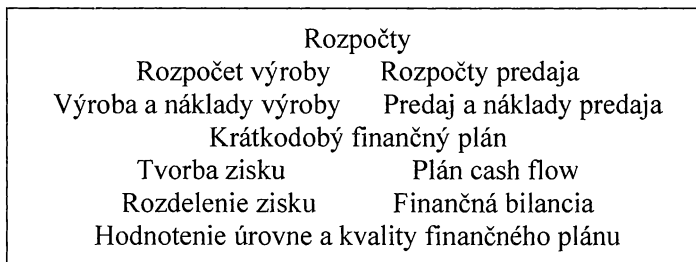 Rozpočty
Rozpočet výroby Rozpočty predaja
Výroba a náklady výroby Predaj a náklady predaja
Krátkodobý finančný plán
Tvorba zisku Plán cash flow
Rozdelenie zisku Finančná bilancia
Hodnotenie úrovne a kvality finančného plánu